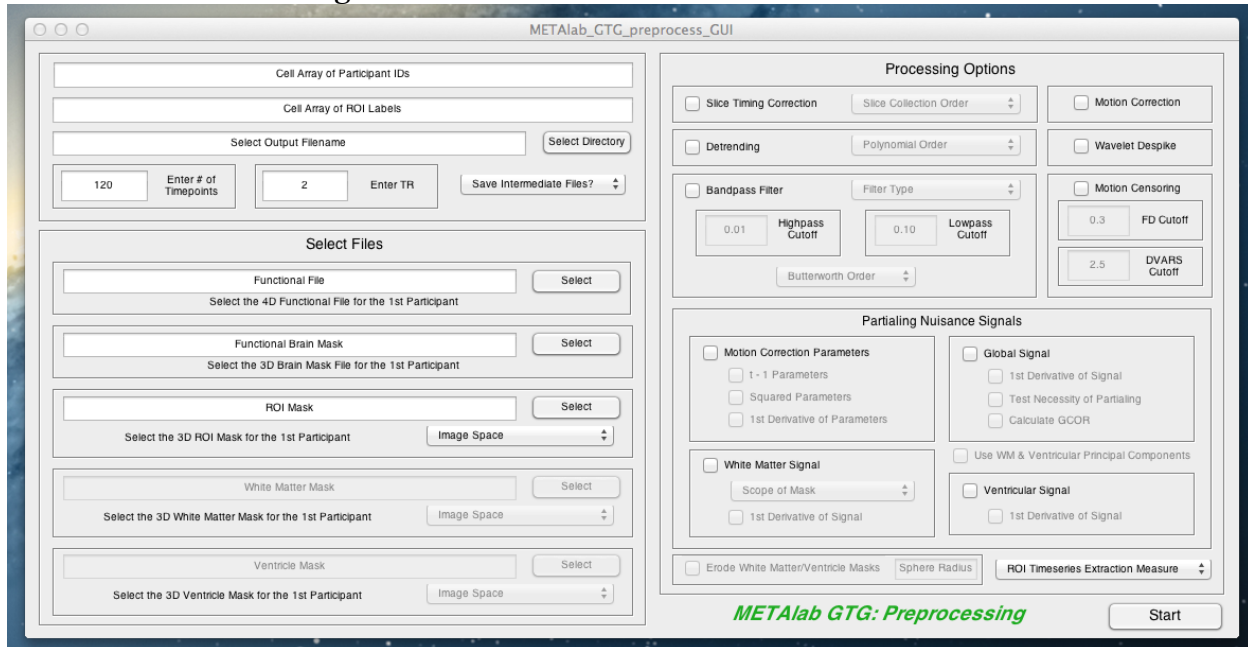 METAlab_GTG_preprocess_GUI
Cell Array of Participant IDs
Cell Array of ROI Labels
Select Output Filename
Select Directory
120
Enter # of
Timepoints
2
Enter TR
Save Intermediate Files?
Select Files
Functional File
Select
Select the 4D Functional File for the 1st Participant
Functional Brain Mask
Select
Select the 3D Brain Mask File for the 1st Participant
ROI Mask
Select
Select the 3D ROI Mask for the 1st Participant
Image Space
White Matter Mask
Select
Select the 3D White Matter Mask for the 1st Participant
Image Space
Ventricle Mask
Select
Select the 3D Ventricle Mask for the 1st Participant
Image Space
Processing Options
Slice Timing Correction
Slice Collection Order
Motion Correction
Detrending
Polynomial Order
Wavelet Despike
Bandpass Filter
Filter Type
0.01
Highpass
Cutoff
0.10
Lowpass
Cutoff
Butterworth Order
Motion Censoring
0.3
FD Cutoff
2.5
DVARS
Cutoff
Partialing Nuisance Signals
Motion Correction Parameters
t - 1 Parameters
Squared Parameters
1st Derivative of Parameters
Global Signal
1st Derivative of Signal
Test Necessity of Partialing
Calculate GCOR
Use WM & Ventricular Principal Components
White Matter Signal
Scope of Mask
1st Derivative of Signal
Ventricular Signal
1st Derivative of Signal
Erode White Matter/Ventricle Masks
Sphere Radius
ROI Timeseries Extraction Measure
METAlab GTG: Preprocessing
Start